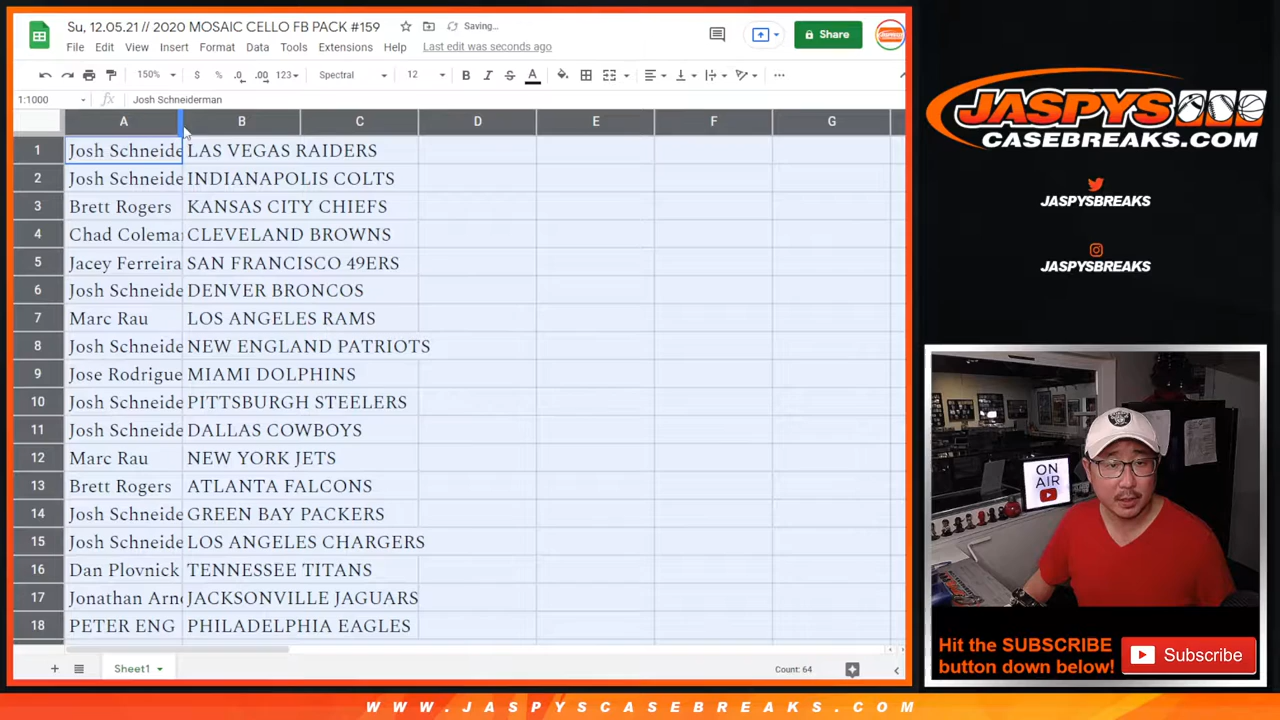 Su, 12.05.21 // 2020 MOSAIC CELLO FB PACK #159
Saving...
Share
File Edit View Insert Format Data Tools Extensions Help Last edit was seconds ago
150% $ % .0 .00 123 Spectral 12 B I S A
1:1000 fx Josh Schneiderman
A B C D E F G
1 Josh Schneide LAS VEGAS RAIDERS
2 Josh Schneide INDIANAPOLIS COLTS
3 Brett Rogers KANSAS CITY CHIEFS
4 Chad Colema CLEVELAND BROWNS
5 Jacey Ferreira SAN FRANCISCO 49ERS
6 Josh Schneide DENVER BRONCOS
7 Marc Rau LOS ANGELES RAMS
8 Josh Schneide NEW ENGLAND PATRIOTS
9 Jose Rodrigue MIAMI DOLPHINS
10 Josh Schneide PITTSBURGH STEELERS
11 Josh Schneide DALLAS COWBOYS
12 Marc Rau NEW YORK JETS
13 Brett Rogers ATLANTA FALCONS
14 Josh Schneide GREEN BAY PACKERS
15 Josh Schneide LOS ANGELES CHARGERS
16 Dan Plovnick TENNESSEE TITANS
17 Jonathan Arn JACKSONVILLE JAGUARS
18 PETER ENG PHILADELPHIA EAGLES
Sheet1
Count: 64
JASPYS
CASEBREAKS.COM
JASPYSBREAKS
JASPYSBREAKS
ON
AIR
Hit the SUBSCRIBE
button down below!
Subscribe
WWW.JASPYSCASEBREAKS.COM